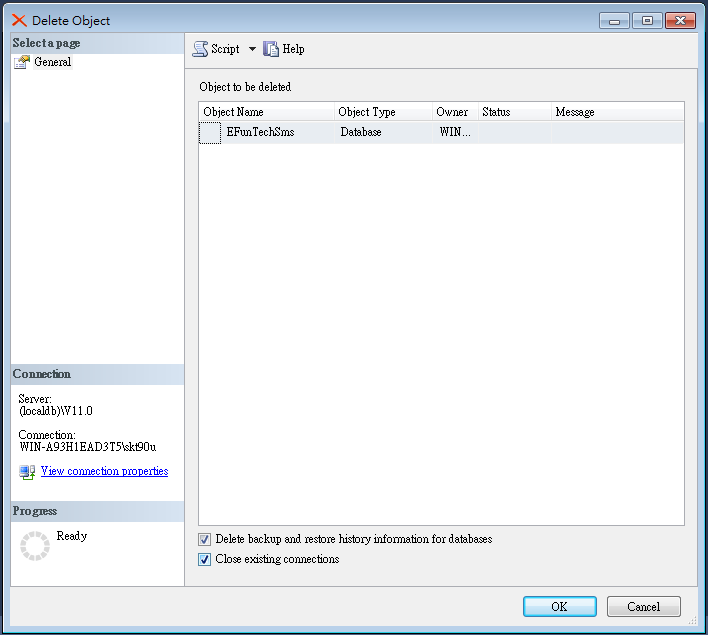 Delete Object
Select a page
General
Script
Help
Object to be deleted
Object Name Object Type Owner Status Message
EFunTechSms Database WIN...
Connection
Server:
(localdb)\V11.0
Connection:
WIN-A93H1EAD3T5\skt90u
View connection properties
Progress
Ready
Delete backup and restore history information for databases
Close existing connections
OK
Cancel